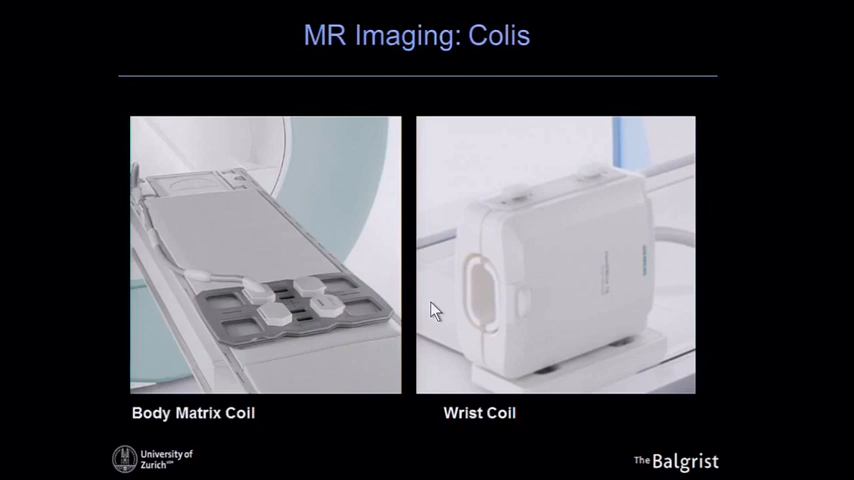 MR Imaging: Colis
Body Matrix Coil
Wrist Coil
University of
Zurich
The Balgrist